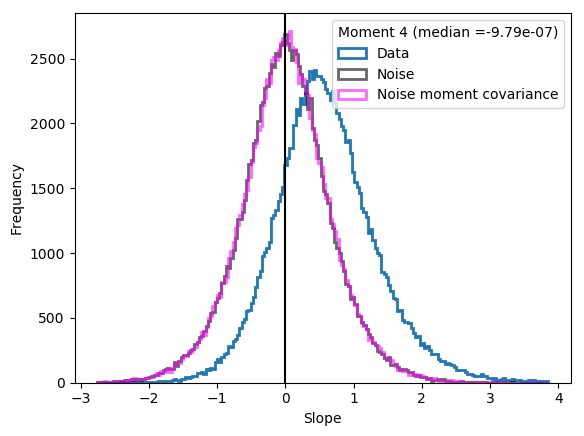 Moment 4 (median =-9.79e-07)
Data
Noise
Noise moment covariance
Frequency
2500
2000
1500
1000
500
0
−3 −2 −1 0 1 2 3 4
Slope